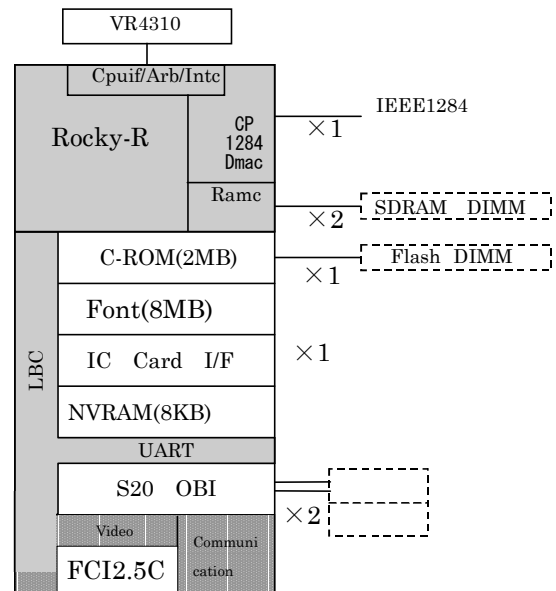 VR4310
Cpuif/Arb/Intc
Rocky-R
CP
1284
Dmac
×1
IEEE1284
Ramc
×2
SDRAM DIMM
C-ROM(2MB)
×1
Flash DIMM
Font(8MB)
LBC
IC Card I/F
×1
NVRAM(8KB)
UART
S20 OBI
×2
Video
Communi
cation
FCI2.5C